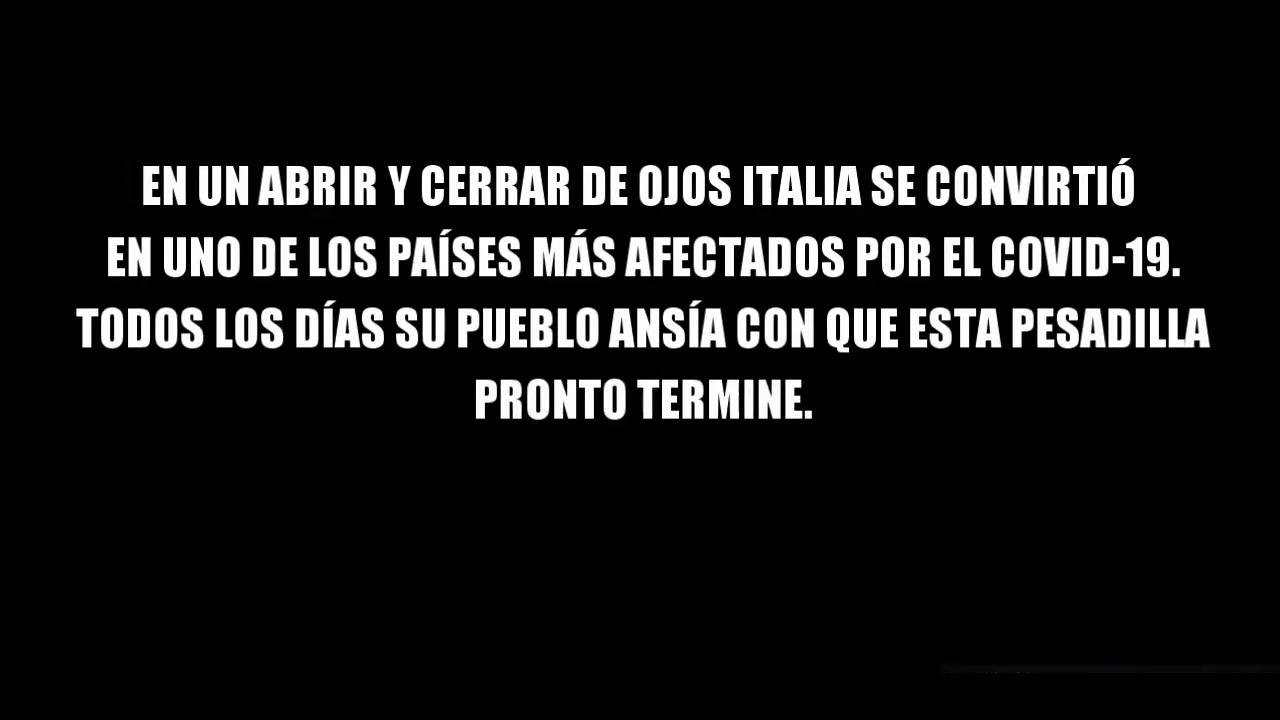 EN UN ABRIR Y CERRAR DE OJOS ITALIA SE CONVIRTIÓ
EN UNO DE LOS PAÍSES MÁS AFECTADOS POR EL COVID-19.
TODOS LOS DÍAS SU PUEBLO ANSÍA CON QUE ESTA PESADILLA
PRONTO TERMINE.